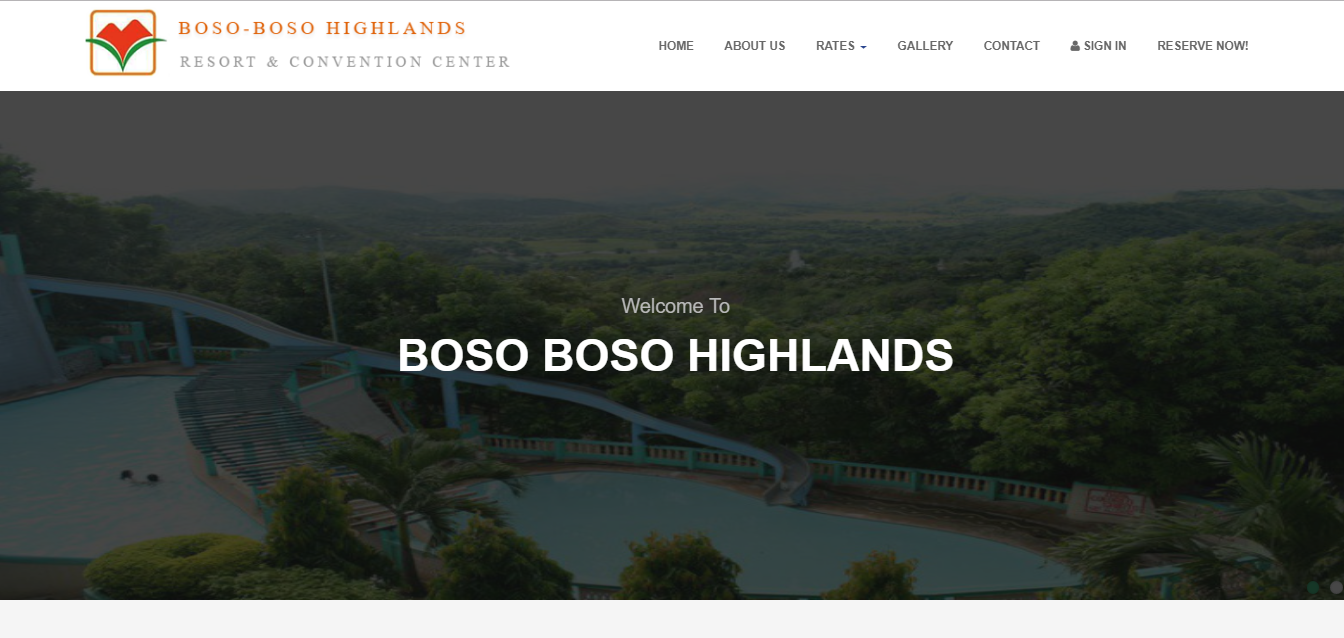 BOSO-BOSO HIGHLANDS
RESORT & CONVENTION CENTER
HOME ABOUT US RATES GALLERY CONTACT SIGN IN RESERVE NOW!
Welcome To
BOSO BOSO HIGHLANDS